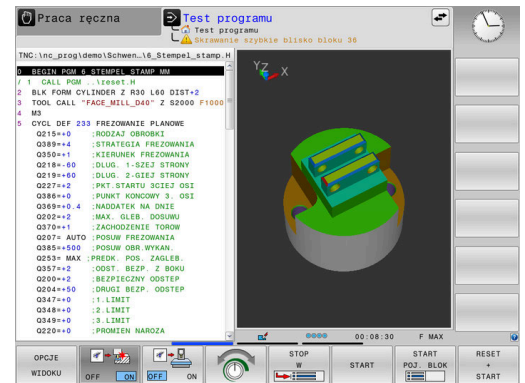 Praca ręczna
Test programu
Test programu
Skrawanie szybkie blisko bloku 36
TNC:\nc_prog\demo\Schwen…\6_Stempel_stamp.H
0 BEGIN PGM 6_STEMPEL_STAMP MM
/ 1 CALL PGM ..\reset.H
2 BLK FORM CYLINDER Z R30 L60 DIST+2
3 TOOL CALL "FACE_MILL_D40" Z S2000 F1000
4 M3
5 CYCL DEF 233 FREZOWANIE PLANOWE
Q215=+0 ;RODZAJ OBROBKI
Q389=+4 ;STRATEGIA FREZOWANIA
Q350=+1 ;KIERUNEK FREZOWANIA
Q218=-60 ;DLUG. 1-SZEJ STRONY
Q219=+60 ;DLUG. 2-GIEJ STRONY
Q227=+2 ;PKT.STARTU 3CIEJ OSI
Q386=+0 ;PUNKT KONCOWY 3. OSI
Q369=+0.4 ;NADDATEK NA DNIE
Q202=+2 ;MAX. GLEB. DOSUWU
Q370=+1 ;ZACHODZENIE TOROW
Q207= AUTO ;POSUW FREZOWANIA
Q385=+500 ;POSUW OBR.WYKAN.
Q253= MAX ;PREDK. POS. ZAGLEB.
Q357=+2 ;ODST. BEZP. Z BOKU
Q200=+2 ;BEZPIECZNY ODSTEP
Q204=+50 ;DRUGI BEZP. ODSTEP
Q347=+0 ;1.LIMIT
Q348=+0 ;2.LIMIT
Q349=+0 ;3.LIMIT
Q220=+0 ;PROMIEN NAROZA
Y Z X
00:08:30 F MAX
OPCJE
WIDOKU
OFF ON
OFF ON
STOP
W
START
START
POJ. BLOK
RESET
+
START